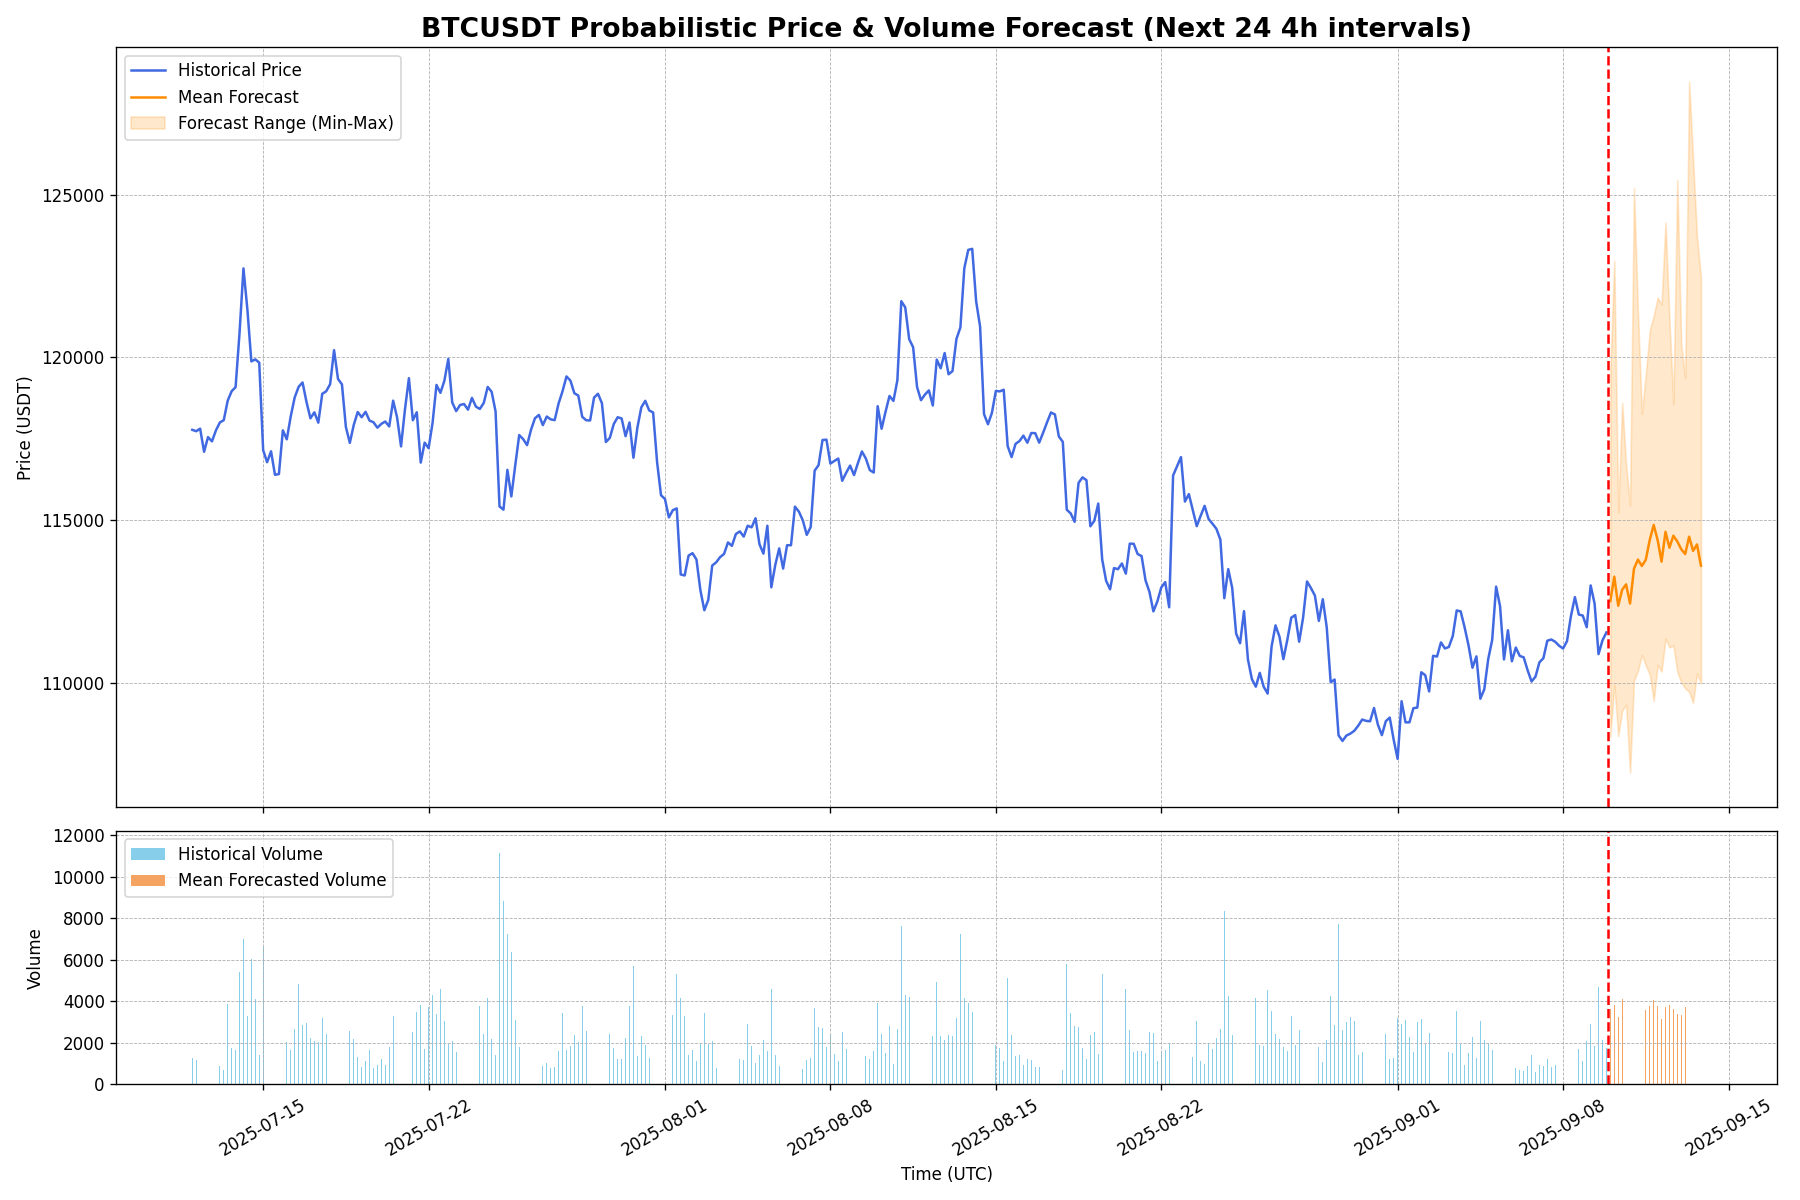 BTCUSDT Probabilistic Price & Volume Forecast (Next 24 4h intervals)
Historical Price
Mean Forecast
Forecast Range (Min-Max)
Price (USDT)
125000
120000
115000
110000
Historical Volume
Mean Forecasted Volume
Volume
12000
10000
8000
6000
4000
2000
0
2025-07-15
2025-07-22
2025-08-01
2025-08-08
2025-08-15
2025-08-22
2025-09-01
2025-09-08
2025-09-15
Time (UTC)